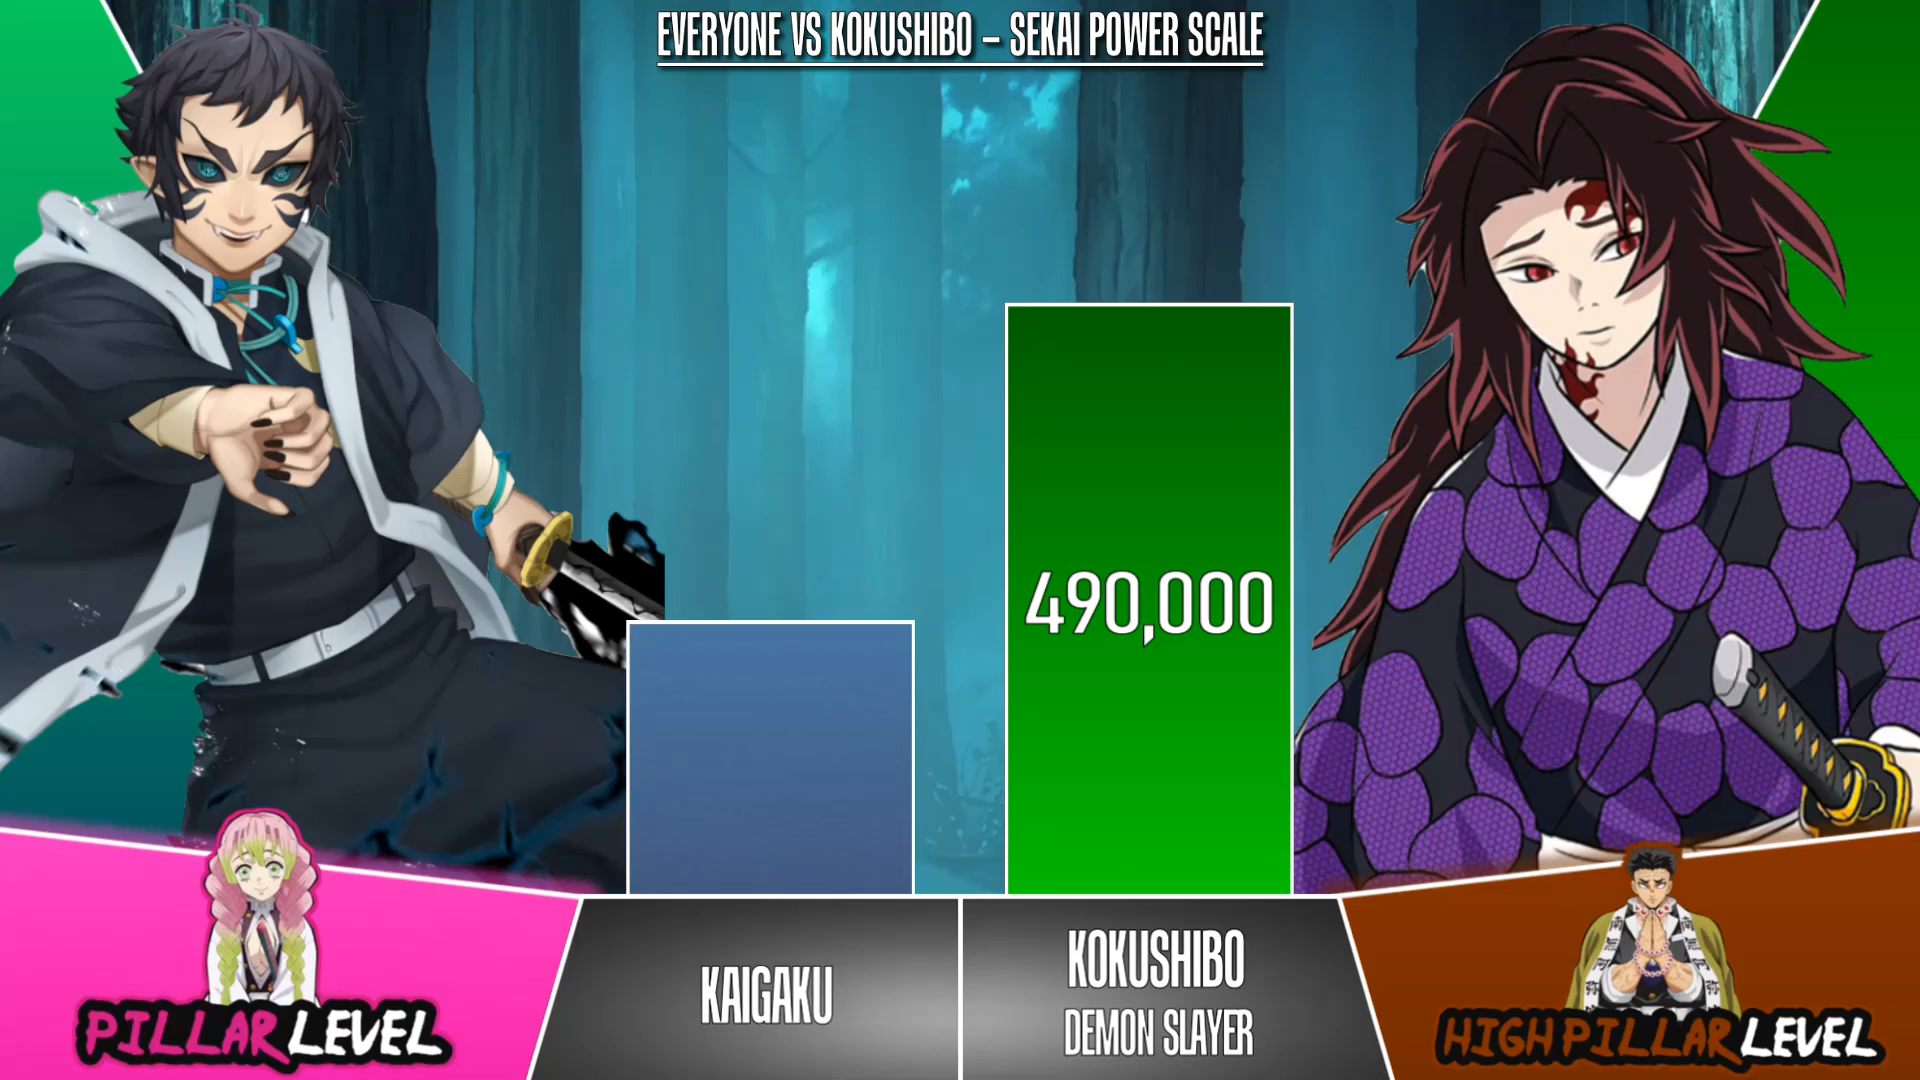 EVERYONE VS KOKUSHIBO – SEKAI POWER SCALE
490,000
KAIGAKU
KOKUSHIBO
DEMON SLAYER
PILLAR LEVEL
HIGH PILLAR LEVEL